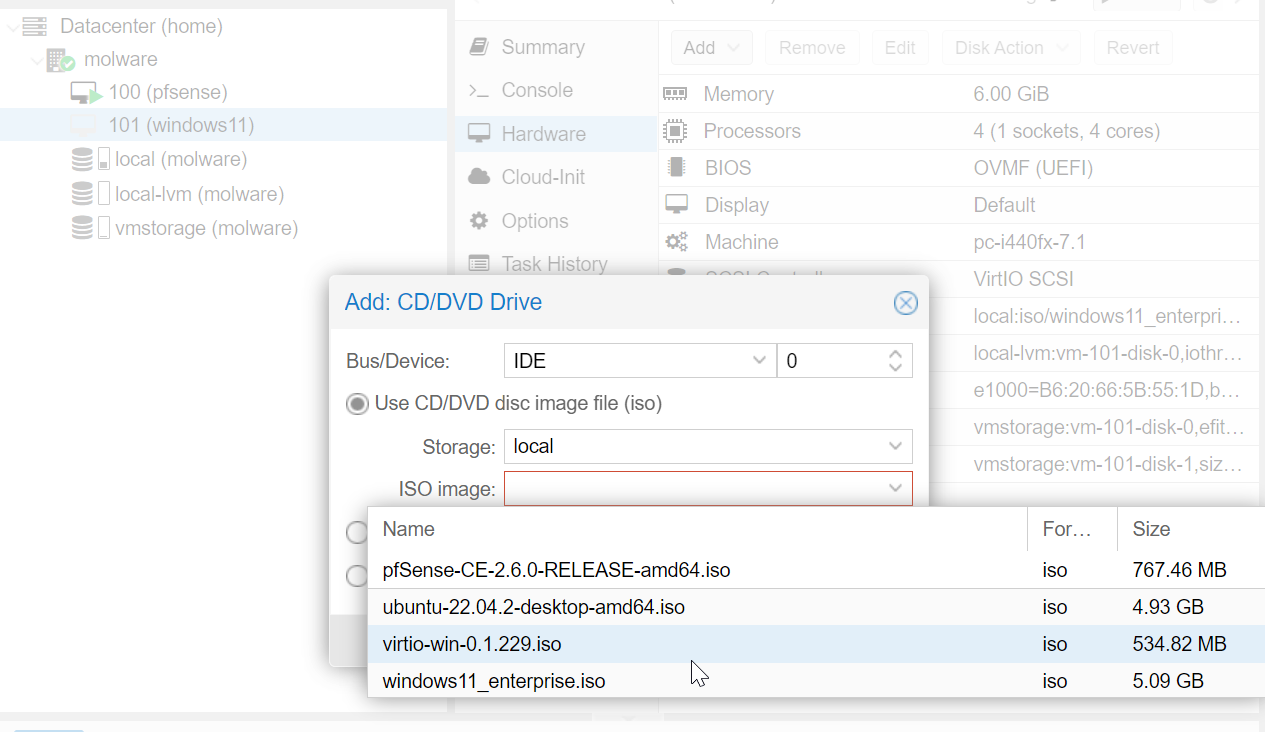 Datacenter (home)
molware
100 (pfsense)
101 (windows11)
local (molware)
local-lvm (molware)
vmstorage (molware)
Summary
Console
Hardware
Cloud-Init
Options
Task History
Add Remove Edit Disk Action Revert
Memory 6.00 GiB
Processors 4 (1 sockets, 4 cores)
BIOS OVMF (UEFI)
Display Default
Machine pc-i440fx-7.1
VirtIO SCSI
local:iso/windows11_enterpri…
local-lvm:vm-101-disk-0,iothr…
e1000=B6:20:66:5B:55:1D,b…
vmstorage:vm-101-disk-0,efit…
vmstorage:vm-101-disk-1,siz…
Add: CD/DVD Drive
Bus/Device: IDE 0
Use CD/DVD disc image file (iso)
Storage: local
ISO image:
Name For… Size
pfSense-CE-2.6.0-RELEASE-amd64.iso iso 767.46 MB
ubuntu-22.04.2-desktop-amd64.iso iso 4.93 GB
virtio-win-0.1.229.iso iso 534.82 MB
windows11_enterprise.iso iso 5.09 GB